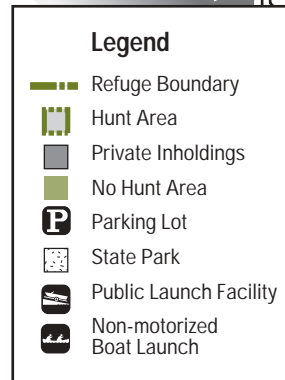 Legend
Refuge Boundary
Hunt Area
Private Inholdings
No Hunt Area
P Parking Lot
State Park
Public Launch Facility
Non-motorized
Boat Launch